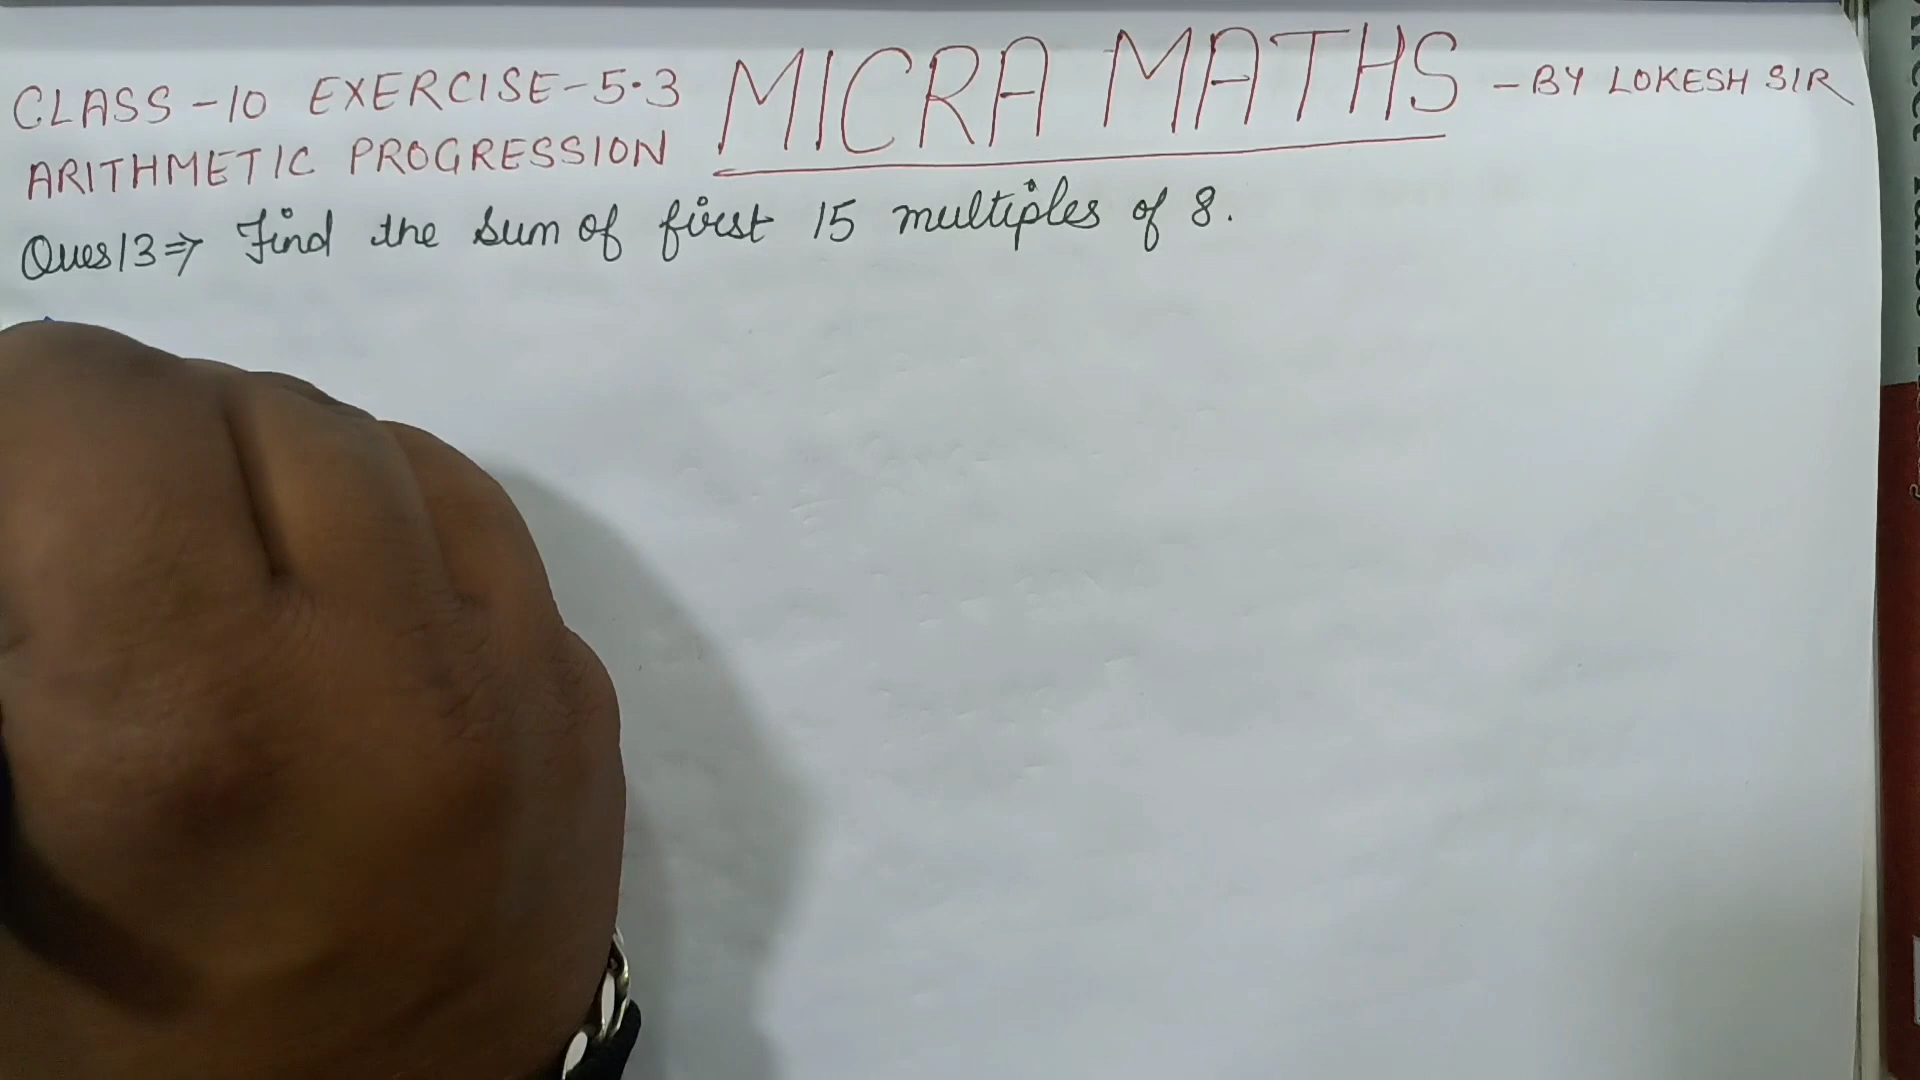 CLASS-10 EXERCISE-5.3 MICRA MATHS - BY LOKESH SIR
ARITHMETIC PROGRESSION
Ques13⇒ Find the sum of first 15 multiples of 8.